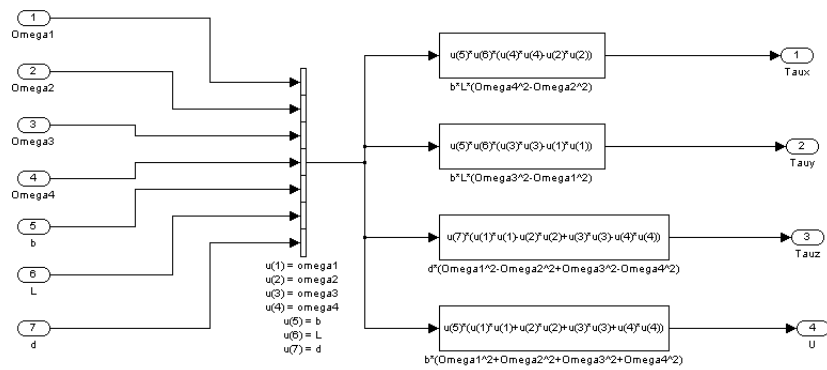 1
Omega1
2
Omega2
3
Omega3
4
Omega4
5
b
6
L
7
d
u(1) = omega1
u(2) = omega2
u(3) = omega3
u(4) = omega4
u(5) = b
u(6) = L
u(7) = d
u(5)*u(6)*(u(4)*u(4)-u(2)*u(2))
b*L*(Omega4^2-Omega2^2)
1
Taux
u(5)*u(6)*(u(3)*u(3)-u(1)*u(1))
b*L*(Omega3^2-Omega1^2)
2
Tauy
u(7)*(u(1)*u(1)-u(2)*u(2)+u(3)*u(3)-u(4)*u(4))
d*(Omega1^2-Omega2^2+Omega3^2-Omega4^2)
3
Tauz
u(5)*(u(1)*u(1)+u(2)*u(2)+u(3)*u(3)+u(4)*u(4))
b*(Omega1^2+Omega2^2+Omega3^2+Omega4^2)
4
U